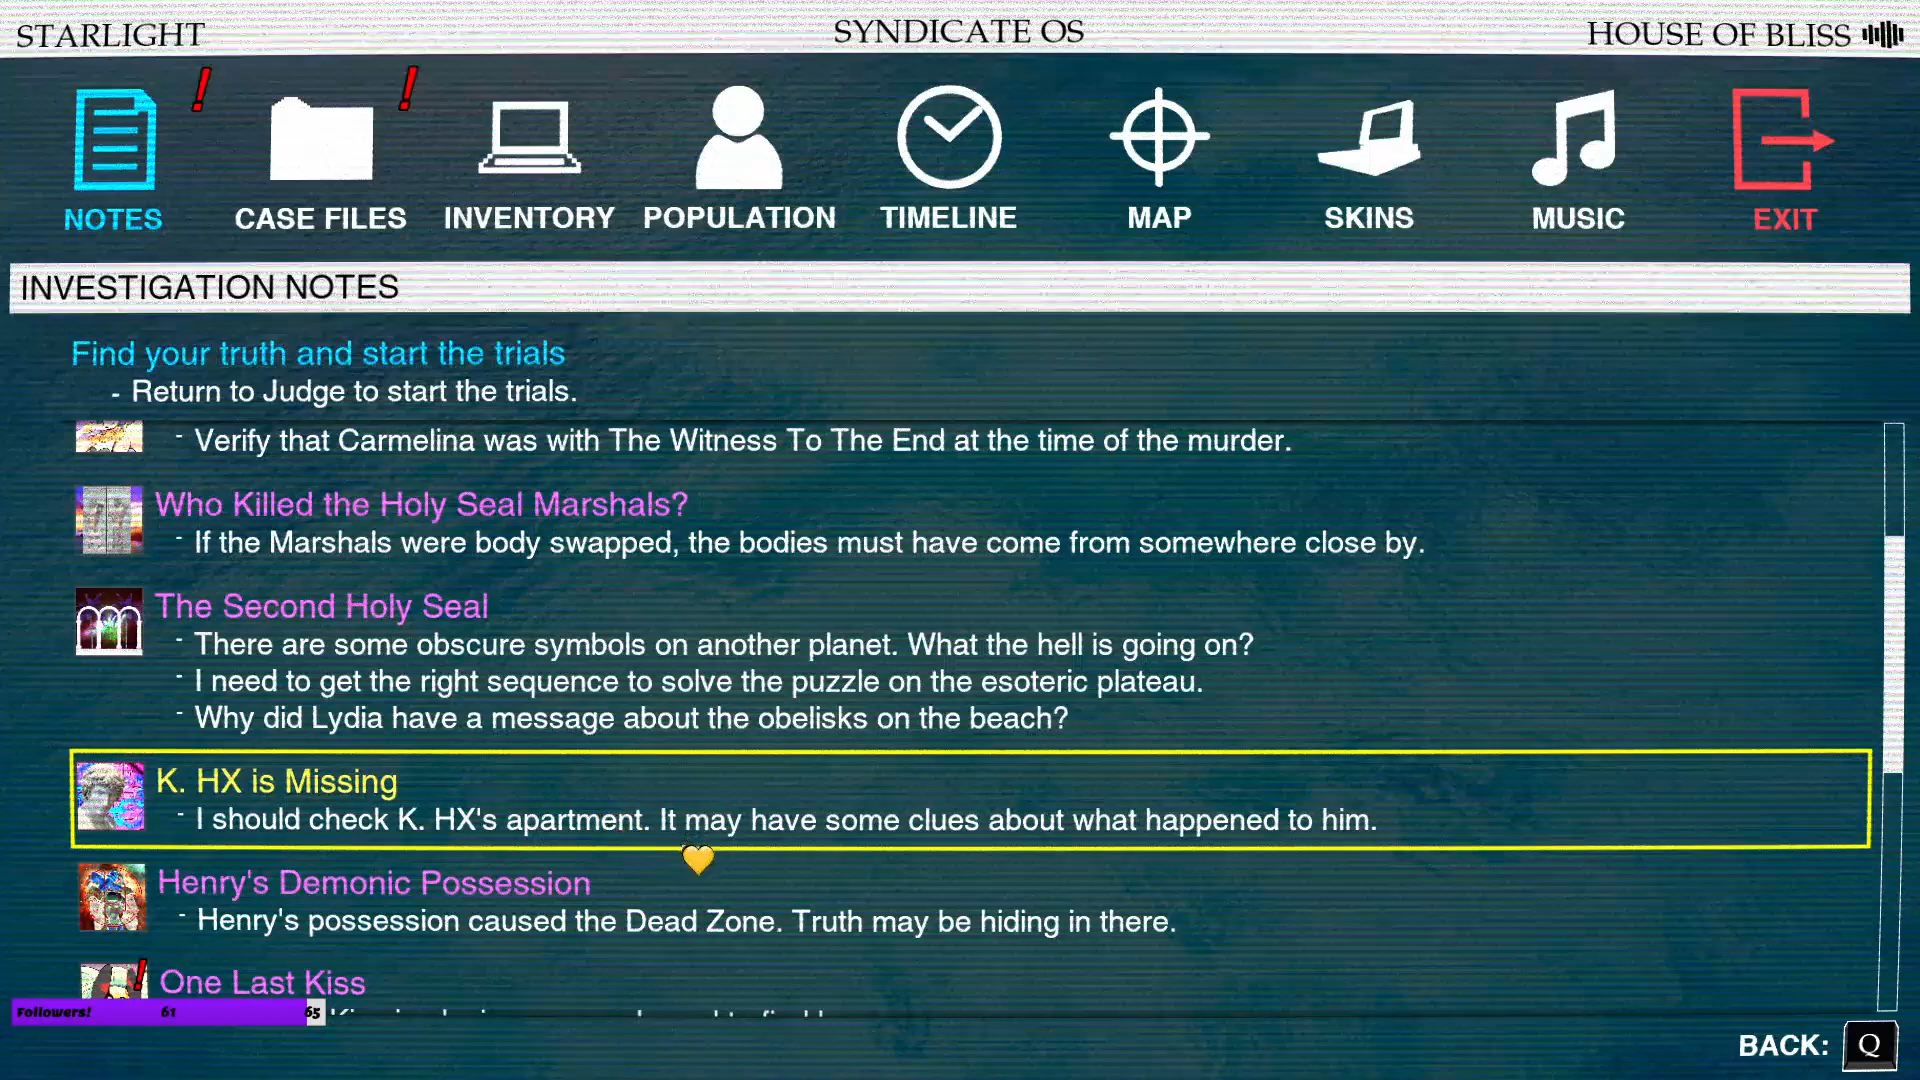 STARLIGHT
SYNDICATE OS
HOUSE OF BLISS
NOTES
CASE FILES
INVENTORY
POPULATION
TIMELINE
MAP
SKINS
MUSIC
EXIT
INVESTIGATION NOTES
Find your truth and start the trials
- Return to Judge to start the trials.
- Verify that Carmelina was with The Witness To The End at the time of the murder.
Who Killed the Holy Seal Marshals?
- If the Marshals were body swapped, the bodies must have come from somewhere close by.
The Second Holy Seal
- There are some obscure symbols on another planet. What the hell is going on?
- I need to get the right sequence to solve the puzzle on the esoteric plateau.
- Why did Lydia have a message about the obelisks on the beach?
K. HX is Missing
- I should check K. HX's apartment. It may have some clues about what happened to him.
Henry's Demonic Possession
- Henry's possession caused the Dead Zone. Truth may be hiding in there.
One Last Kiss
Followers! 61 65
BACK: Q